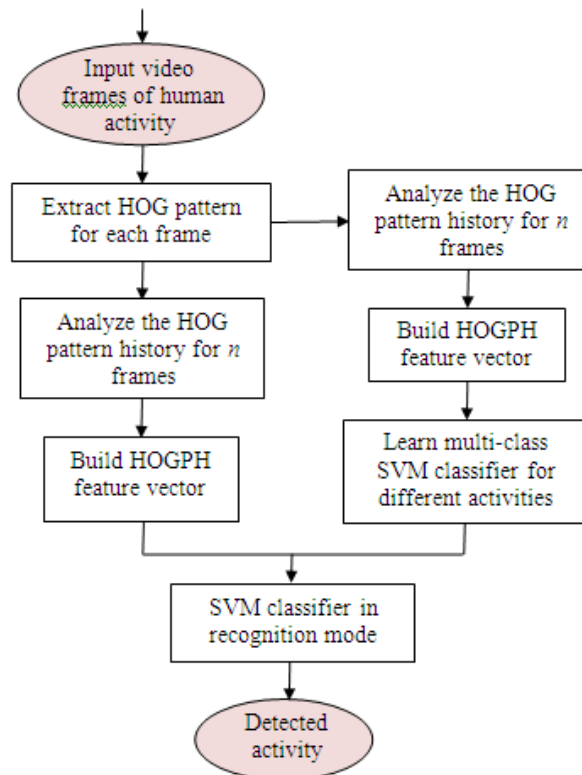 Input video
frames of human
activity
Extract HOG pattern
for each frame
Analyze the HOG
pattern history for n
frames
Analyze the HOG
pattern history for n
frames
Build HOGPH
feature vector
Build HOGPH
feature vector
Learn multi-class
SVM classifier for
different activities
SVM classifier in
recognition mode
Detected
activity